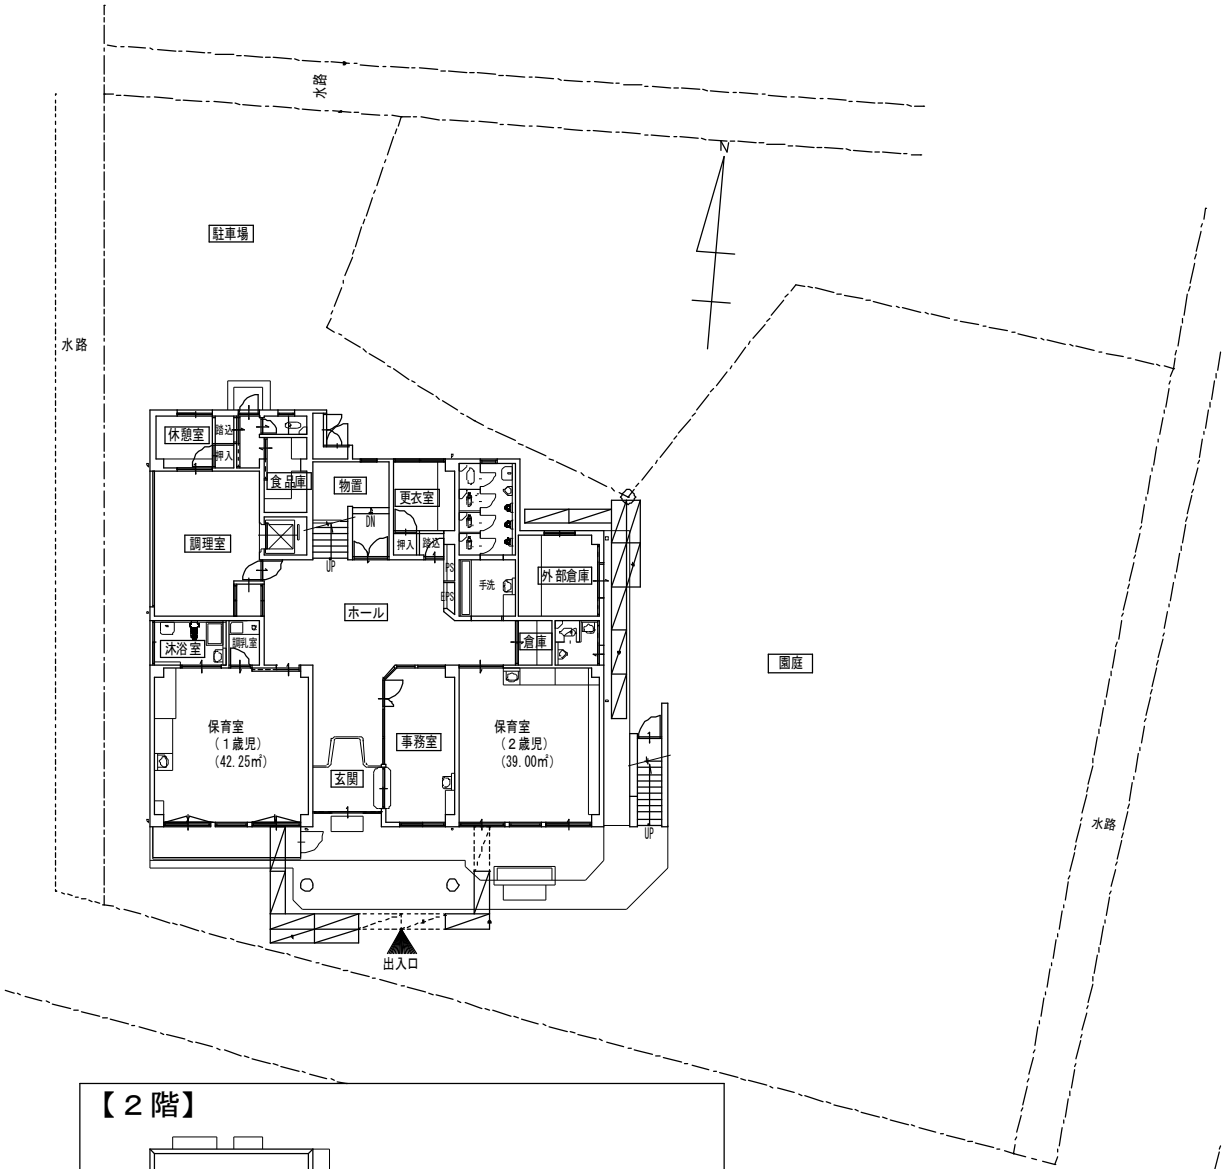 水路
N
駐車場
水路
休憩室
踏込
押入
食品庫
物置
更衣室
DN
押入
踏込
調理室
UP
PS
手洗
外部倉庫
EPS
ホール
沐浴室
調乳室
倉庫
園庭
保育室
(1歳児)
(42.25㎡)
事務室
保育室
(2歳児)
(39.00㎡)
玄関
UP
水路
出入口
【2階】